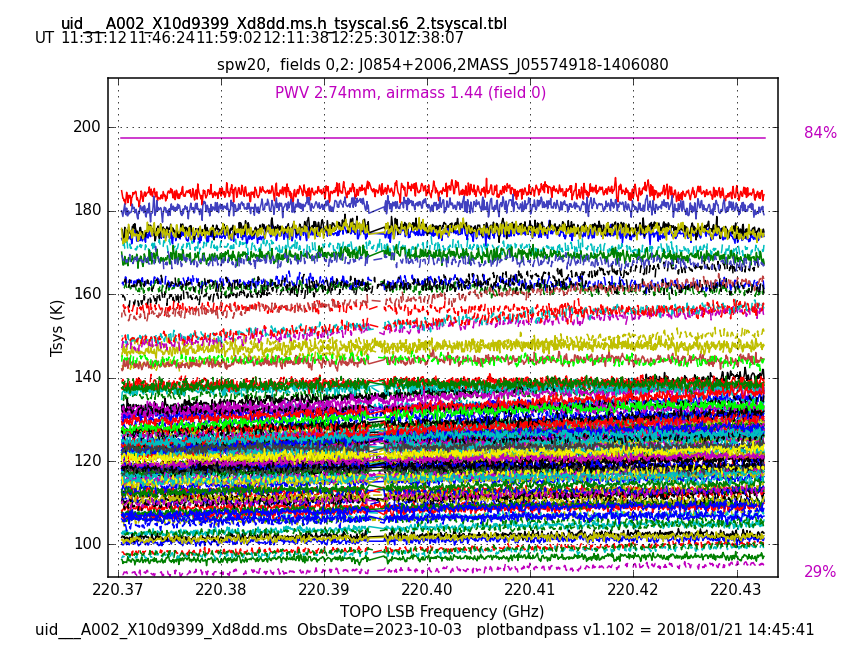 uid___A002_X10d9399_Xd8dd.ms.h_tsyscal.s6_2.tsyscal.tbl
UT 11:31:12 11:46:24 11:59:02 12:11:38 12:25:30 12:38:07
spw20, fields 0,2: J0854+2006,2MASS_J05574918-1406080
PWV 2.74mm, airmass 1.44 (field 0)
84%
200
180
160
140
120
100
Tsys (K)
29%
220.37 220.38 220.39 220.40 220.41 220.42 220.43
TOPO LSB Frequency (GHz)
uid___A002_X10d9399_Xd8dd.ms ObsDate=2023-10-03 plotbandpass v1.102 = 2018/01/21 14:45:41